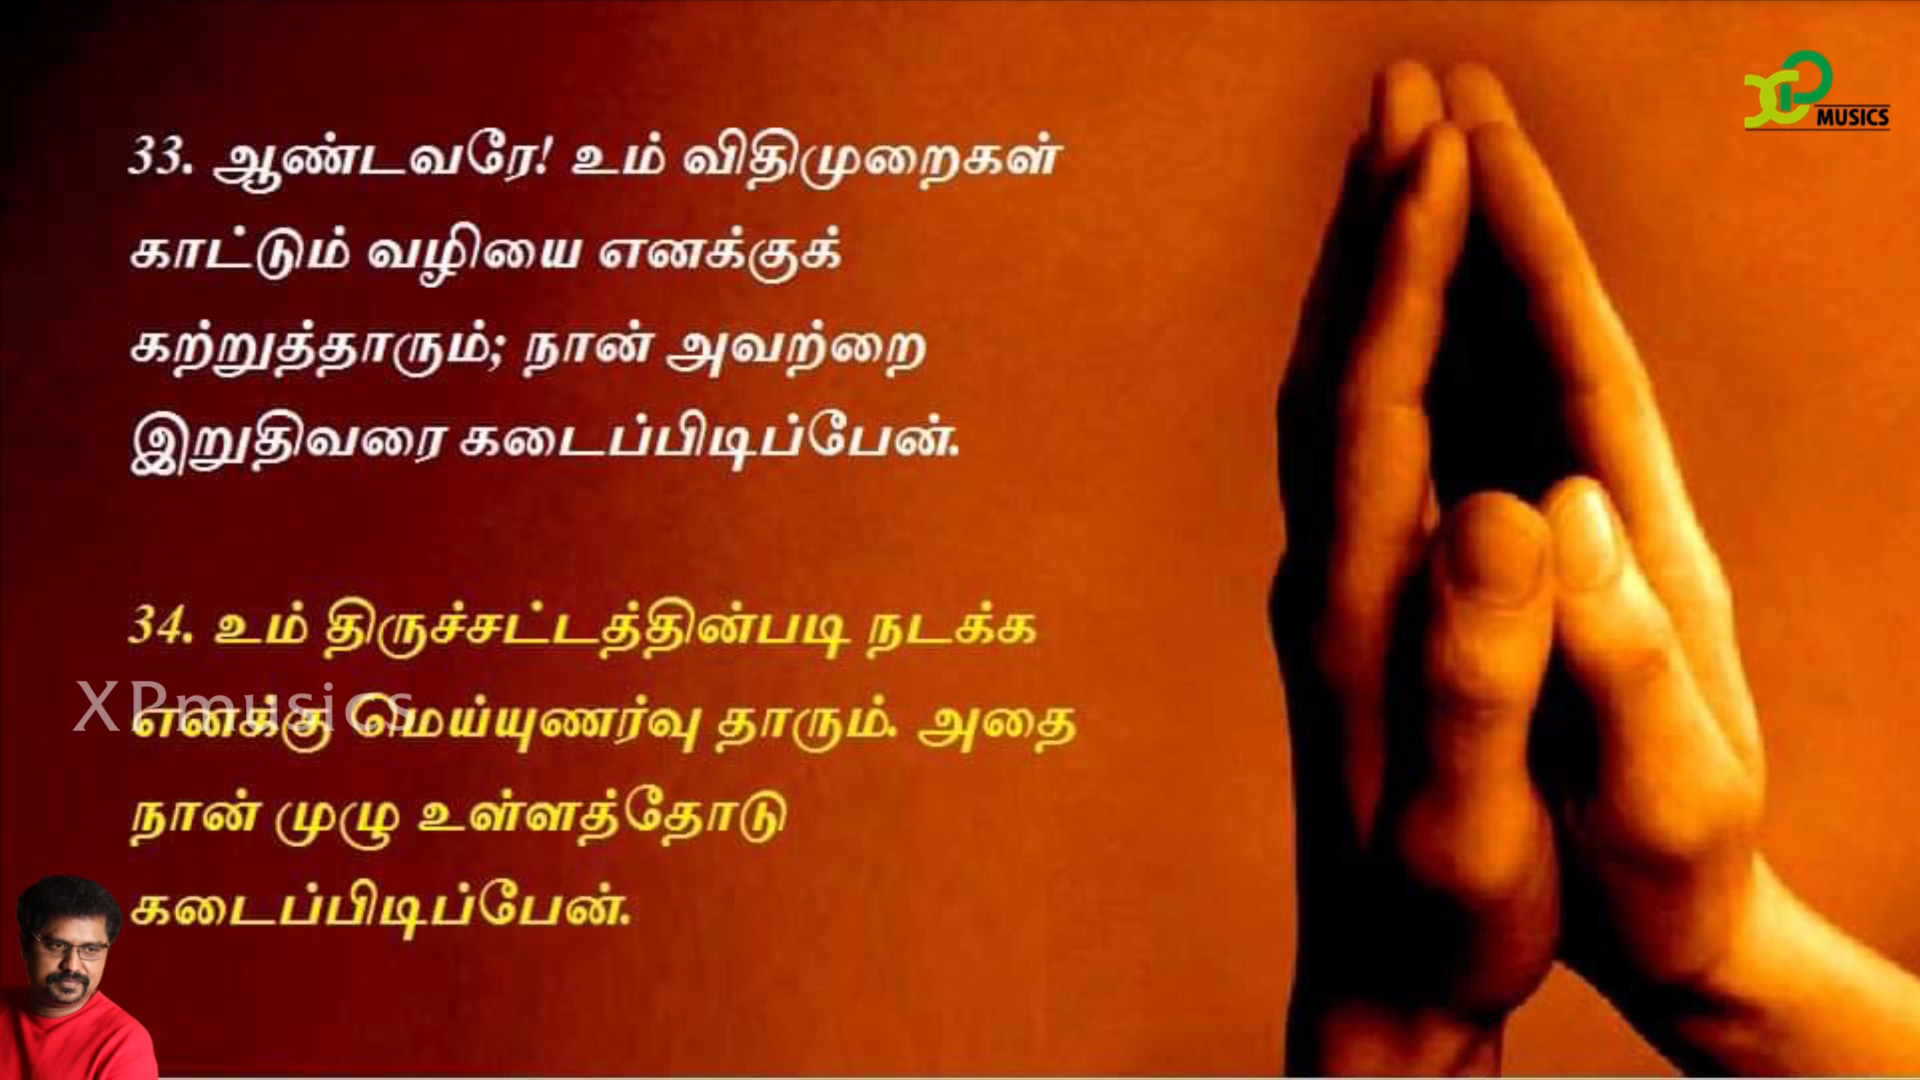 XP MUSICS
33. ஆண்டவரே! உம் விதிமுறைகள்
காட்டும் வழியை எனக்குக்
கற்றுத்தாரும்; நான் அவற்றை
இறுதிவரை கடைப்பிடிப்பேன்.
34. உம் திருச்சட்டத்தின்படி நடக்க
எனக்கு மெய்யுணர்வு தாரும். அதை
நான் முழு உள்ளத்தோடு
கடைப்பிடிப்பேன்.
XPmusics